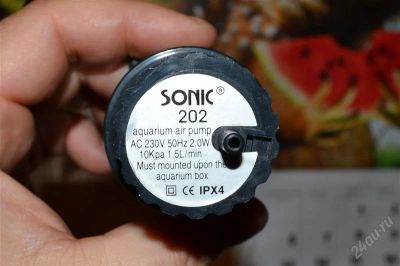 SONIC®
202
aquarium air pump
AC 230V 50Hz 2.0W
10Kpa 1.5L/min
Must mounted upon the
aquarium box
CE IPX4
24au.ru